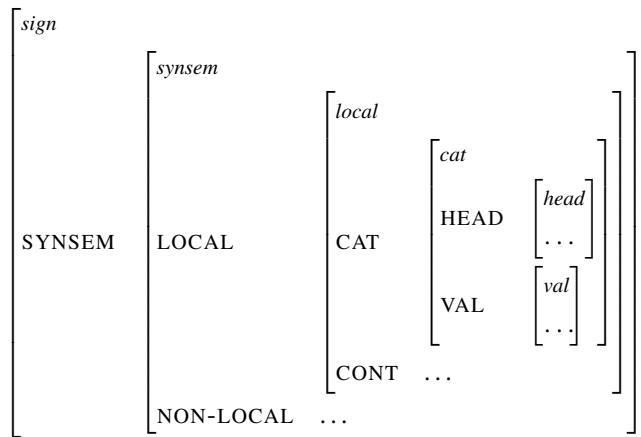 sign
synsem
local
cat
HEAD head
...
SYNSEM LOCAL CAT
VAL val
...
CONT ...
NON-LOCAL ...